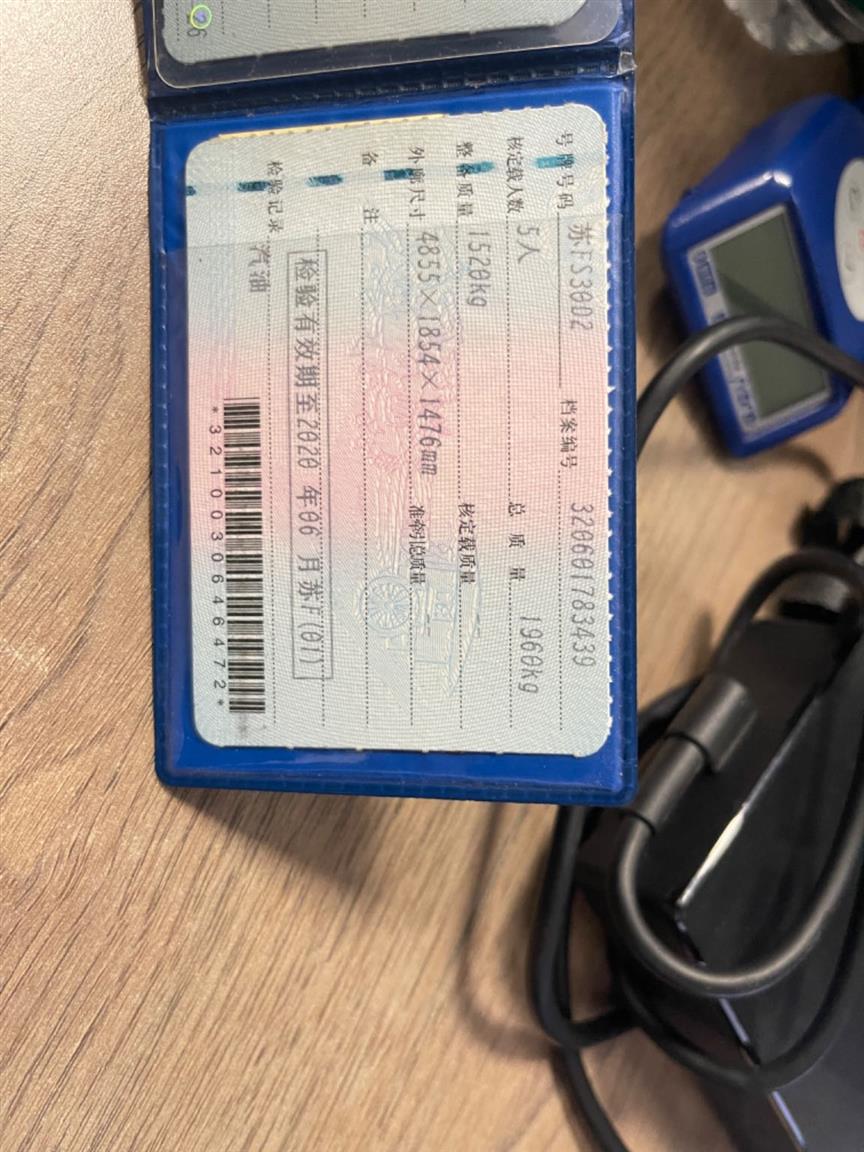 号牌号码 苏FS30D2 档案编号 320601783439
核定载人数 5人 总质量 1960kg
整备质量 1520kg 核定载质量 --
外廓尺寸 4855×1854×1476mm 准牵引总质量 --
备注
检验有效期至2020年06月苏F(01)
检验记录 汽油
*3210030646472*